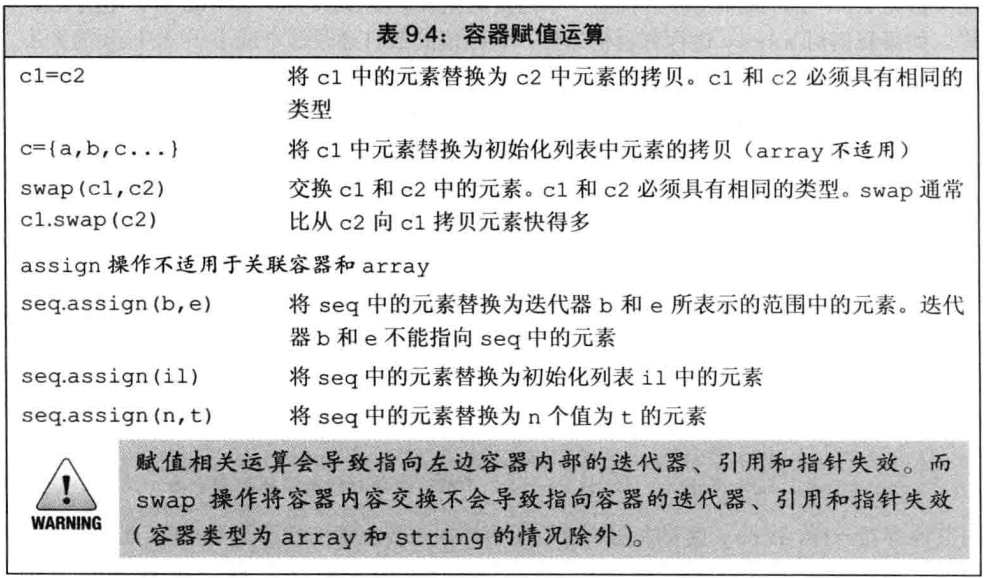 表 9.4：容器赋值运算
c1=c2 将 c1 中的元素替换为 c2 中元素的拷贝。c1 和 c2 必须具有相同的
类型
c={a,b,c...} 将 c1 中元素替换为初始化列表中元素的拷贝（array 不适用）
swap(c1,c2) 交换 c1 和 c2 中的元素。c1 和 c2 必须具有相同的类型。swap 通常
c1.swap(c2) 比从 c2 向 c1 拷贝元素快得多
assign 操作不适用于关联容器和 array
seq.assign(b,e) 将 seq 中的元素替换为迭代器 b 和 e 所表示的范围中的元素。迭代
器 b 和 e 不能指向 seq 中的元素
seq.assign(il) 将 seq 中的元素替换为初始化列表 il 中的元素
seq.assign(n,t) 将 seq 中的元素替换为 n 个值为 t 的元素
赋值相关运算会导致指向左边容器内部的迭代器、引用和指针失效。而
swap 操作将容器内容交换不会导致指向容器的迭代器、引用和指针失效
（容器类型为 array 和 string 的情况除外）。
WARNING